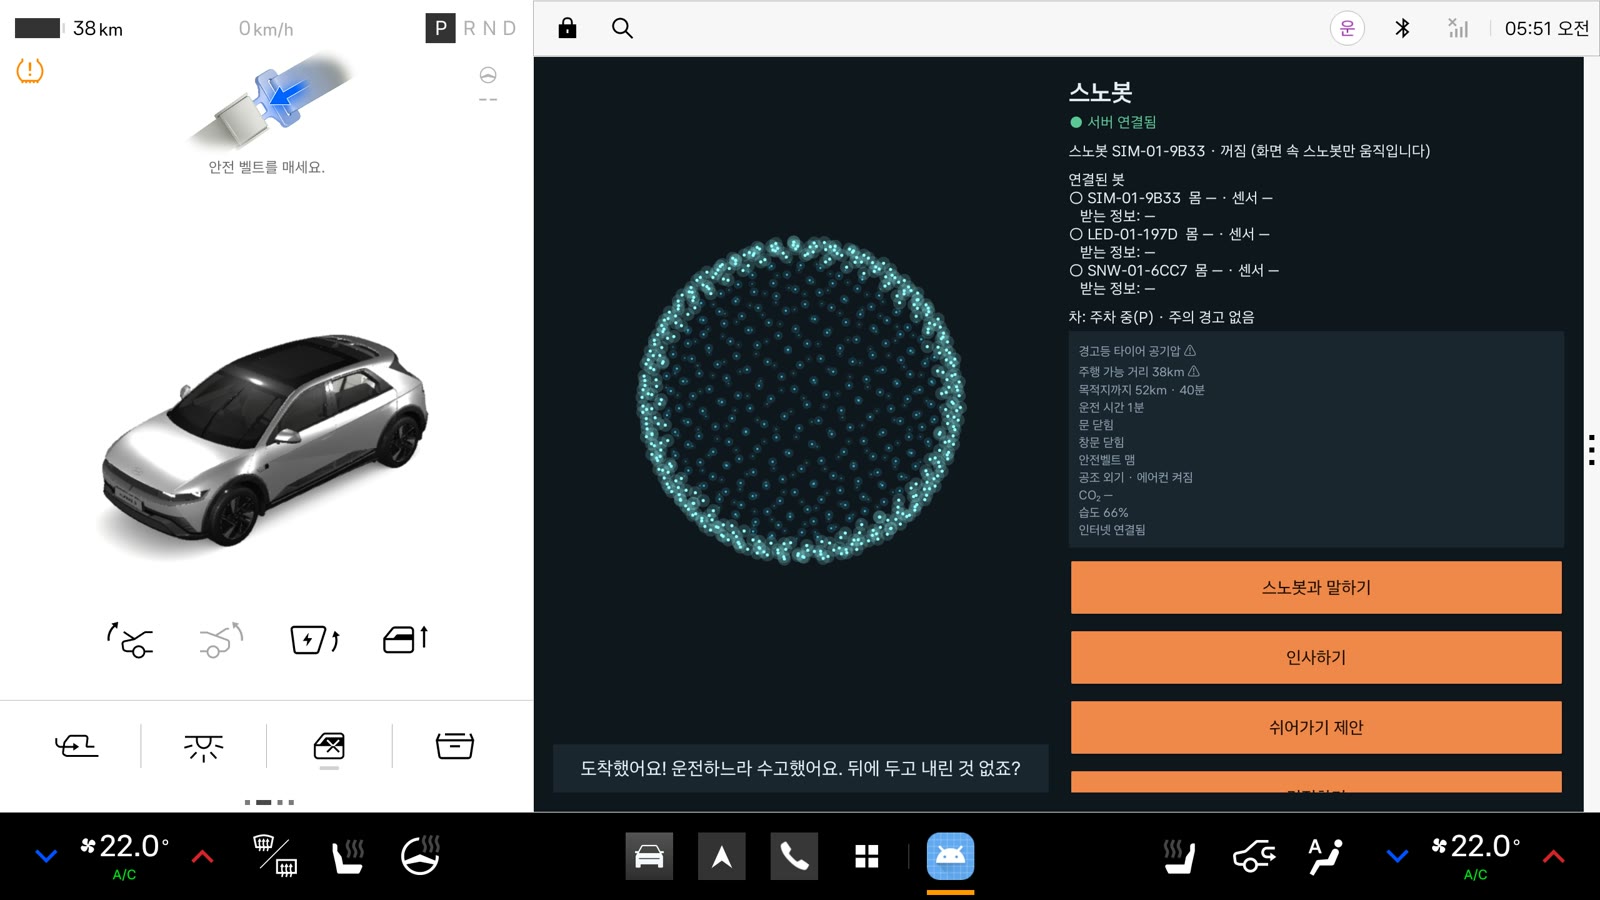 38 km
0 km/h
P R N D
안전 벨트를 매세요.
--
운
05:51 오전
스노봇
서버 연결됨
스노봇 SIM-01-9B33 · 꺼짐 (화면 속 스노봇만 움직입니다)
연결된 봇
○ SIM-01-9B33 몸 — · 센서 —
받는 정보: —
○ LED-01-197D 몸 — · 센서 —
받는 정보: —
○ SNW-01-6CC7 몸 — · 센서 —
받는 정보: —
차: 주차 중(P) · 주의 경고 없음
경고등 타이어 공기압 ⚠
주행 가능 거리 38km ⚠
목적지까지 52km · 40분
운전 시간 1분
문 닫힘
창문 닫힘
안전벨트 맴
공조 외기 · 에어컨 켜짐
CO₂ —
습도 66%
인터넷 연결됨
스노봇과 말하기
인사하기
쉬어가기 제안
도착했어요! 운전하느라 수고했어요. 뒤에 두고 내린 것 없죠?
22.0°
A/C
A
22.0°
A/C